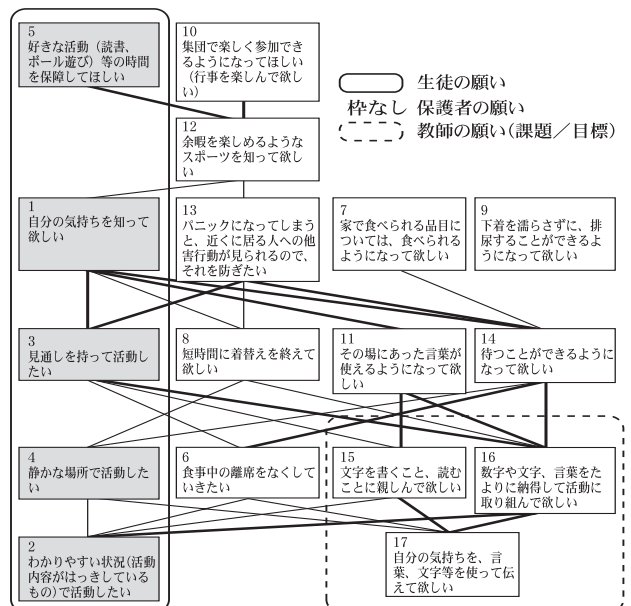 5
好きな活動（読書、
ボール遊び）等の時間
を保障してほしい
10
集団で楽しく参加でき
るようになってほしい
（行事を楽しんで欲し
い）
生徒の願い
枠なし 保護者の願い
教師の願い（課題／目標）
12
余暇を楽しめるような
スポーツを知って欲し
い
1
自分の気持ちを知って
欲しい
13
パニックになってしまう
と、近くに居る人への他
害行動が見られるので、
それを防ぎたい
7
家で食べられる品目に
ついては、食べられる
ようになって欲しい
9
下着を濡らさずに、排
尿することができるよ
うになって欲しい
3
見通しを持って活動し
たい
8
短時間に着替えを終えて
欲しい
11
その場にあった言葉が
使えるようになって欲
しい
14
待つことができるように
なって欲しい
4
静かな場所で活動した
い
6
食事中の離席をなくして
いきたい
15
文字を書くこと、読む
ことに親しんで欲しい
16
数字や文字、言葉をた
よりに納得して活動に
取り組んで欲しい
2
わかりやすい状況（活動
内容がはっきりしている
もの）で活動したい
17
自分の気持ちを、言
葉、文字等を使って伝
えて欲しい